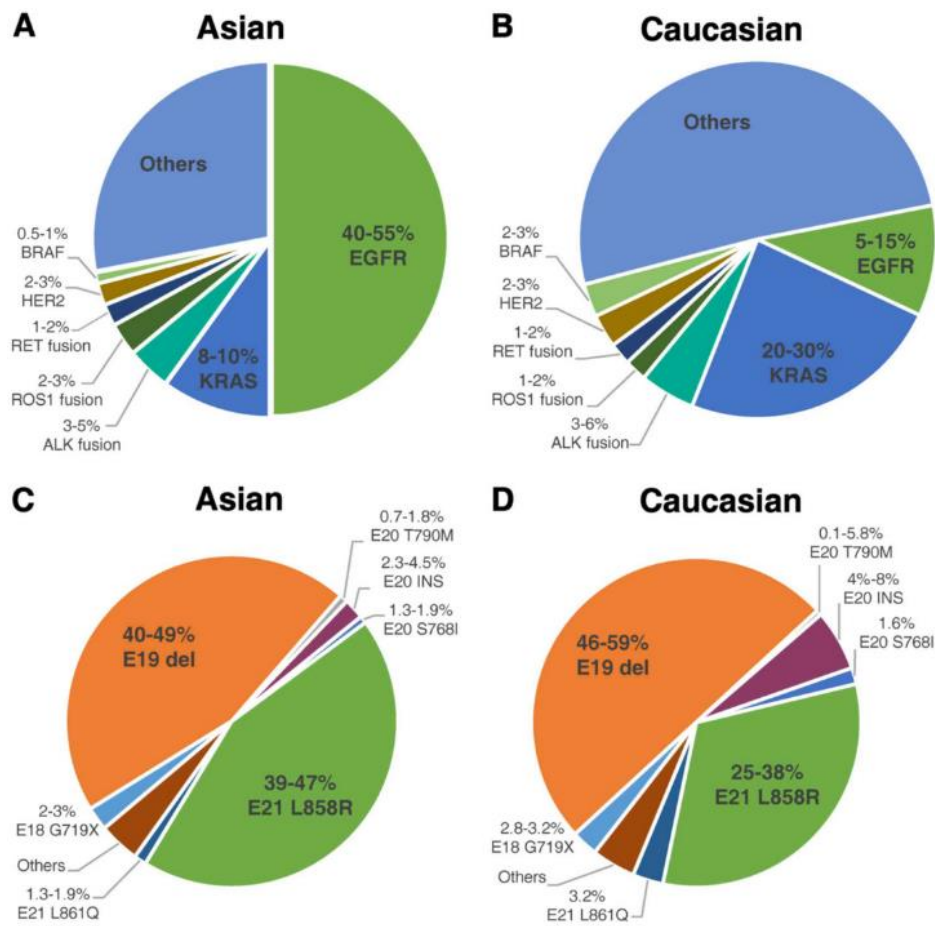 A
Asian
Others
40-55%
EGFR
8-10%
KRAS
0.5-1%
BRAF
2-3%
HER2
1-2%
RET fusion
2-3%
ROS1 fusion
3-5%
ALK fusion
B
Caucasian
Others
5-15%
EGFR
20-30%
KRAS
2-3%
BRAF
2-3%
HER2
1-2%
RET fusion
1-2%
ROS1 fusion
3-6%
ALK fusion
C
Asian
0.7-1.8%
E20 T790M
2.3-4.5%
E20 INS
1.3-1.9%
E20 S768I
40-49%
E19 del
39-47%
E21 L858R
2-3%
E18 G719X
Others
1.3-1.9%
E21 L861Q
D
Caucasian
0.1-5.8%
E20 T790M
4%-8%
E20 INS
1.6%
E20 S768I
46-59%
E19 del
25-38%
E21 L858R
2.8-3.2%
E18 G719X
Others
3.2%
E21 L861Q